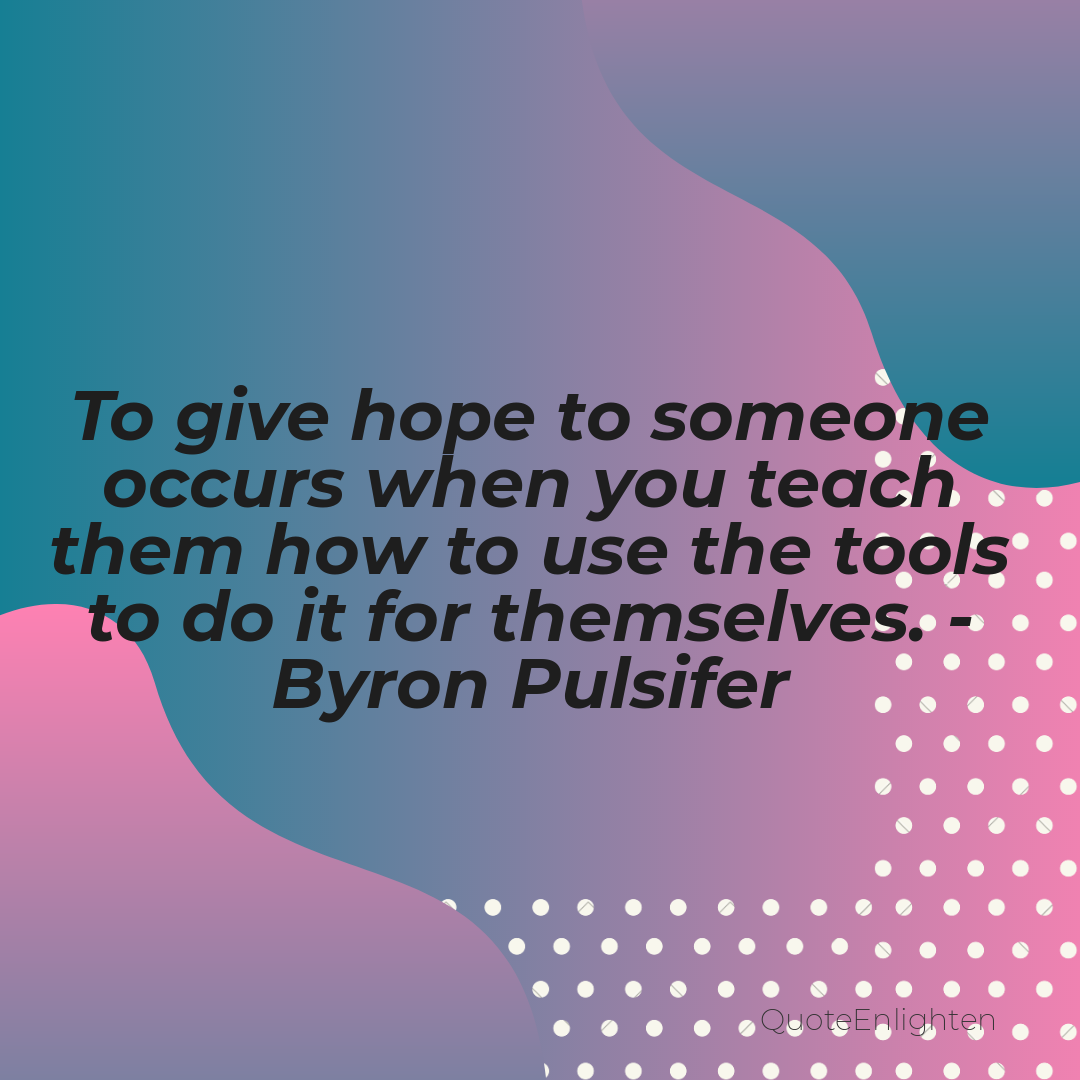 To give hope to someone
occurs when you teach
them how to use the tools
to do it for themselves. -
Byron Pulsifer
QuoteEnlighten